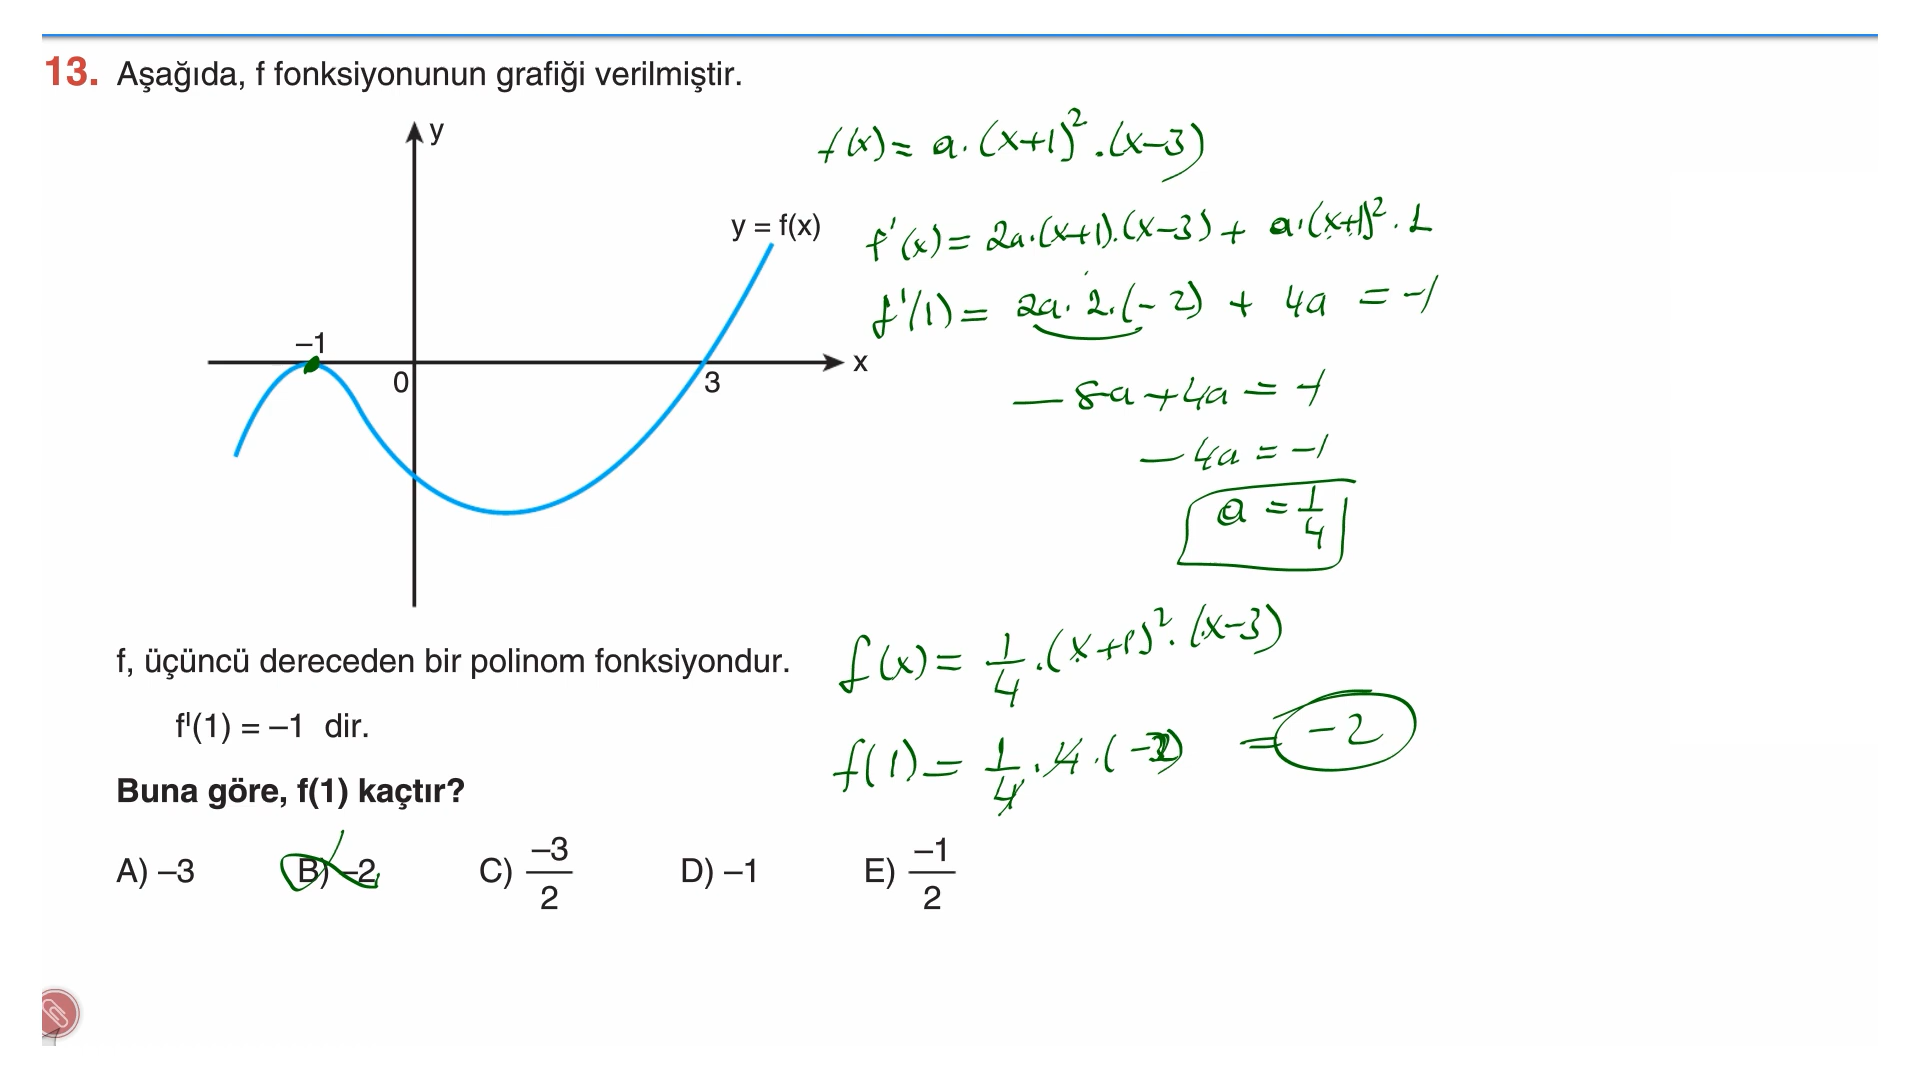 13. Aşağıda, f fonksiyonunun grafiği verilmiştir.
y
y = f(x)
–1
0
3
x
f(x) = a.(x+1)².(x–3)
f'(x) = 2a.(x+1).(x–3) + a.(x+1)².1
f'(1) = 2a.2.(–2) + 4a = –1
–8a+4a = –1
–4a = –1
a = 1/4
f, üçüncü dereceden bir polinom fonksiyondur.
f'(1) = –1 dir.
Buna göre, f(1) kaçtır?
f(x) = 1/4.(x+1)².(x–3)
f(1) = 1/4.4.(–2) = –2
A) –3 B) –2 C) –3/2 D) –1 E) –1/2